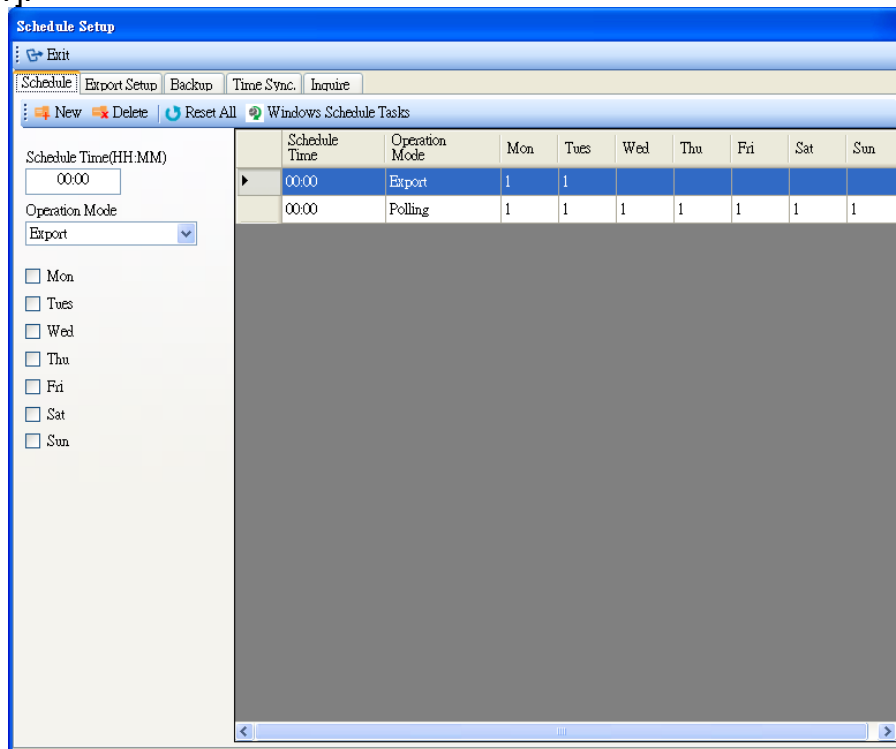 Schedule Setup
Exit
Schedule Export Setup Backup Time Sync. Inquire
New Delete Reset All Windows Schedule Tasks
Schedule Time(HH:MM)
00:00
Operation Mode
Export
Mon
Tues
Wed
Thu
Fri
Sat
Sun
Schedule Time Operation Mode Mon Tues Wed Thu Fri Sat Sun
00:00 Export 1 1
00:00 Polling 1 1 1 1 1 1 1